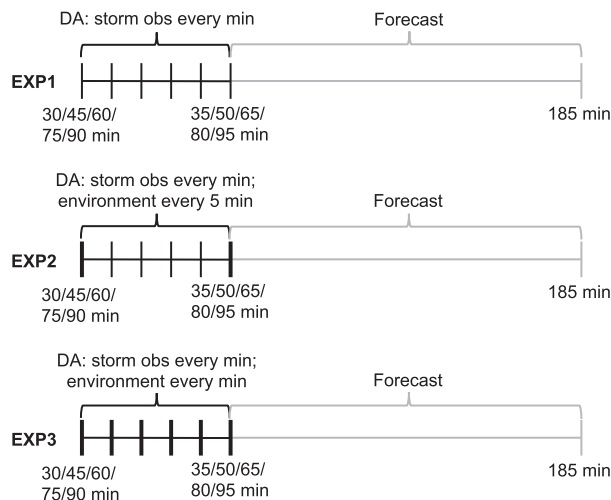 DA: storm obs every min
Forecast
EXP1
30/45/60/
75/90 min
35/50/65/
80/95 min
185 min
DA: storm obs every min;
environment every 5 min
Forecast
EXP2
30/45/60/
75/90 min
35/50/65/
80/95 min
185 min
DA: storm obs every min;
environment every min
Forecast
EXP3
30/45/60/
75/90 min
35/50/65/
80/95 min
185 min